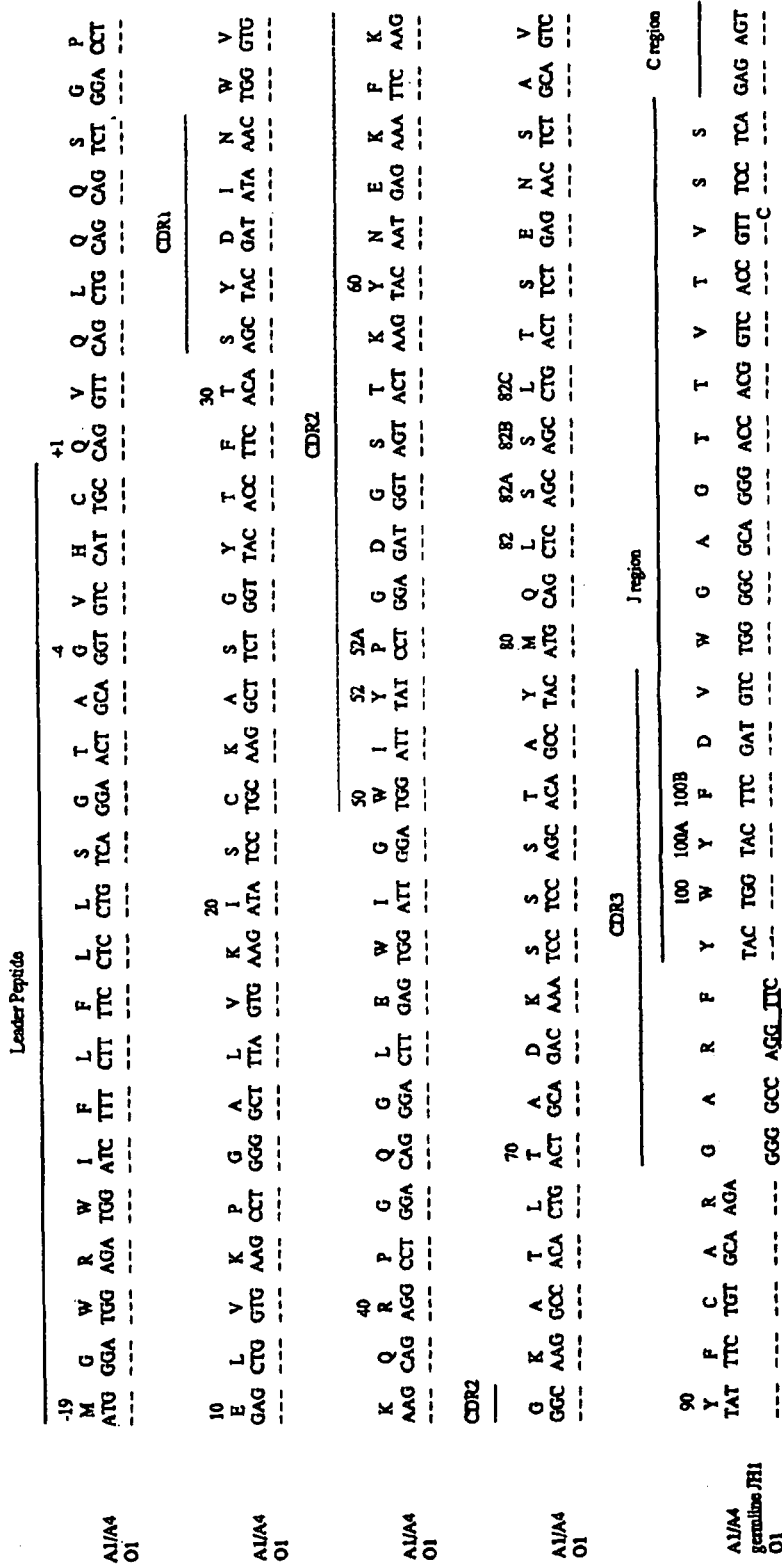 Leader Peptide
-19 -4 +1
M G W R W I F L F L L S G T A G V H C Q V Q L Q Q S G P
A1/A4 ATG GGA TGG AGA TGG ATC TTT CTT TTC CTC CTG TCA GGA ACT GCA GGT GTC CAT TGC CAG GTT CAG CTG CAG CAG TCT GGA CCT
O1 --- --- --- --- --- --- --- --- --- --- --- --- --- --- --- --- --- --- --- --- --- --- --- --- --- --- --- ---
CDR1
10 20 30
E L V K P G A L V K I S C K A S G Y T F T S Y D I N W V
A1/A4 GAG CTG GTG AAG CCT GGG GCT TTA GTG AAG ATA TCC TGC AAG GCT TCT GGT TAC ACC TTC ACA AGC TAC GAT ATA AAC TGG GTG
O1 --- --- --- --- --- --- --- --- --- --- --- --- --- --- --- --- --- --- --- --- --- --- --- --- --- --- --- ---
CDR2
40 50 52 52A 60
K Q R P G Q G L E W I G W I Y P G D G S T K Y N E K F K
A1/A4 AAG CAG AGG CCT GGA CAG GGA CTT GAG TGG ATT GGA TGG ATT TAT CCT GGA GAT GGT AGT ACT AAG TAC AAT GAG AAA TTC AAG
O1 --- --- --- --- --- --- --- --- --- --- --- --- --- --- --- --- --- --- --- --- --- --- --- --- --- --- --- ---
CDR2
70 80 82 82A 82B 82C
G K A T L T A D K S S S T A Y M Q L S S L T S E N S A V
A1/A4 GGC AAG GCC ACA CTG ACT GCA GAC AAA TCC TCC AGC ACA GCC TAC ATG CAG CTC AGC AGC CTG ACT TCT GAG AAC TCT GCA GTC
O1 --- --- --- --- --- --- --- --- --- --- --- --- --- --- --- --- --- --- --- --- --- --- --- --- --- --- --- ---
CDR3
J region C region
90 100 100A 100B
Y F C A R G A R F Y W Y F D V W G A G T T V T V S S
A1/A4 TAT TTC TGT GCA AGA
germline JH1 TAC TGG TAC TTC GAT GTC TGG GGC GCA GGG ACC ACG GTC ACC GTT TCC TCA GAG AGT
O1 --- --- --- --- --- GGG GCC AGG TTC --- --- --- --- --- --- --- --- --- --- --- --- --- --- --C --- --- --- ---